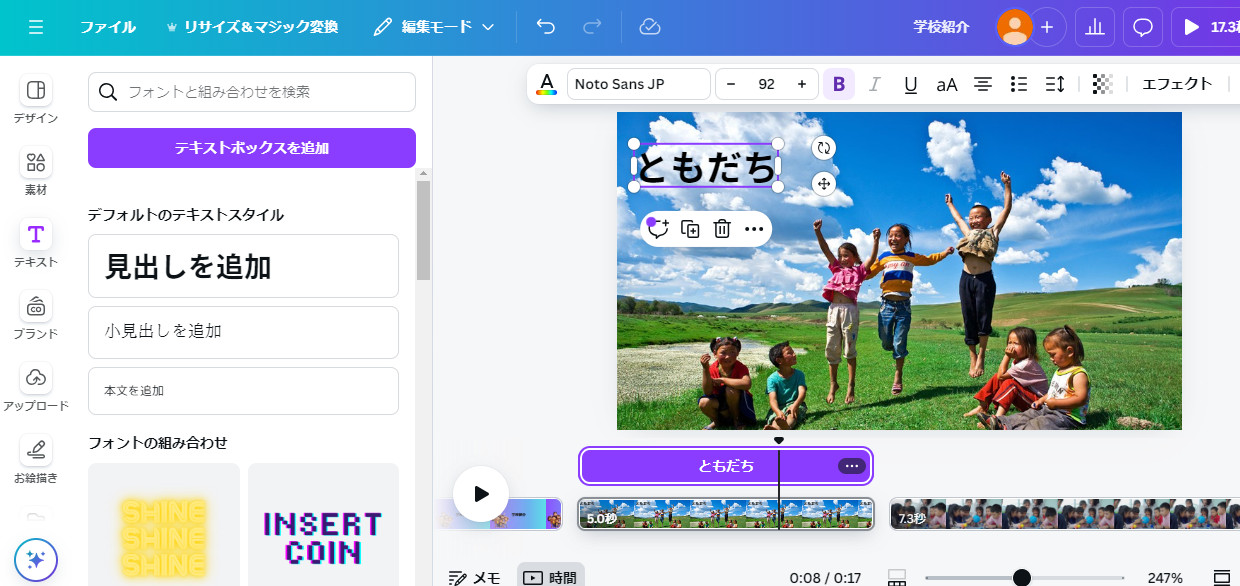 ファイル
リサイズ&マジック変換
編集モード
学校紹介
17.3
デザイン
素材
テキスト
ブランド
アップロード
お絵描き
フォントと組み合わせを検索
テキストボックスを追加
デフォルトのテキストスタイル
見出しを追加
小見出しを追加
本文を追加
フォントの組み合わせ
SHINE
SHINE
SHINE
INSERT
COIN
A
Noto Sans JP
– 92 +
B I U aA
エフェクト
ともだち
ともだち
5.0秒
7.3秒
メモ
時間
0:08 / 0:17
247%